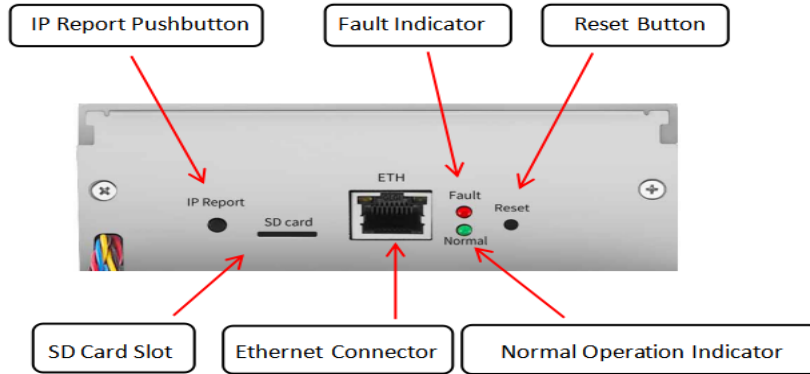 IP Report Pushbutton
Fault Indicator
Reset Button
ETH
Fault
IP Report
Reset
SD card
Normal
SD Card Slot
Ethernet Connector
Normal Operation Indicator